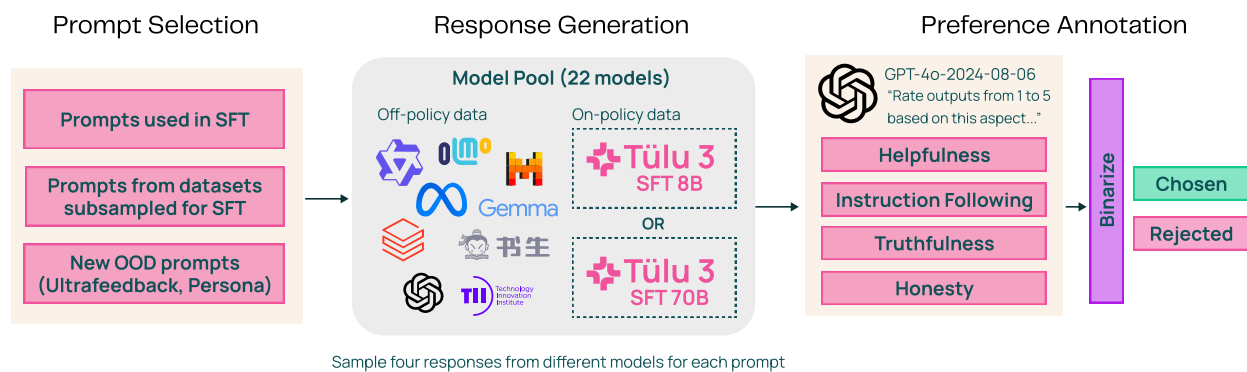 Prompt Selection
Prompts used in SFT
Prompts from datasets
subsampled for SFT
New OOD prompts
(Ultrafeedback, Persona)
Response Generation
Model Pool (22 models)
Off-policy data
OLMo
Gemma
书生
TII
Technology
Innovation
Institute
On-policy data
Tülu 3
SFT 8B
OR
Tülu 3
SFT 70B
Sample four responses from different models for each prompt
Preference Annotation
GPT-4o-2024-08-06
“Rate outputs from 1 to 5
based on this aspect...”
Helpfulness
Instruction Following
Truthfulness
Honesty
Binarize
Chosen
Rejected